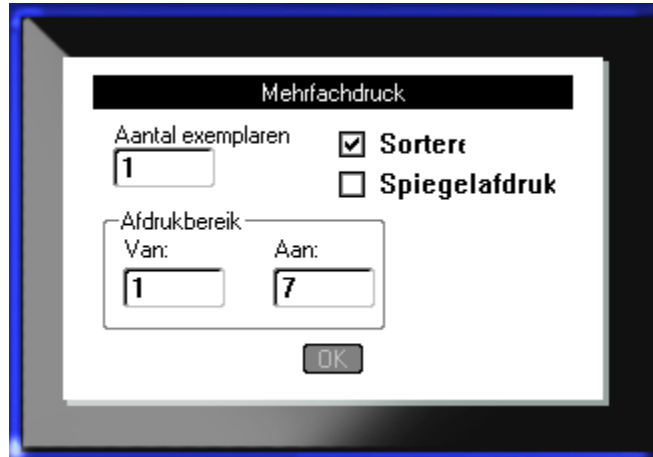 Mehrfachdruck
Aantal exemplaren
1
Sortere
Spiegelafdruk
Afdrukbereik
Van:
Aan:
1
7
OK